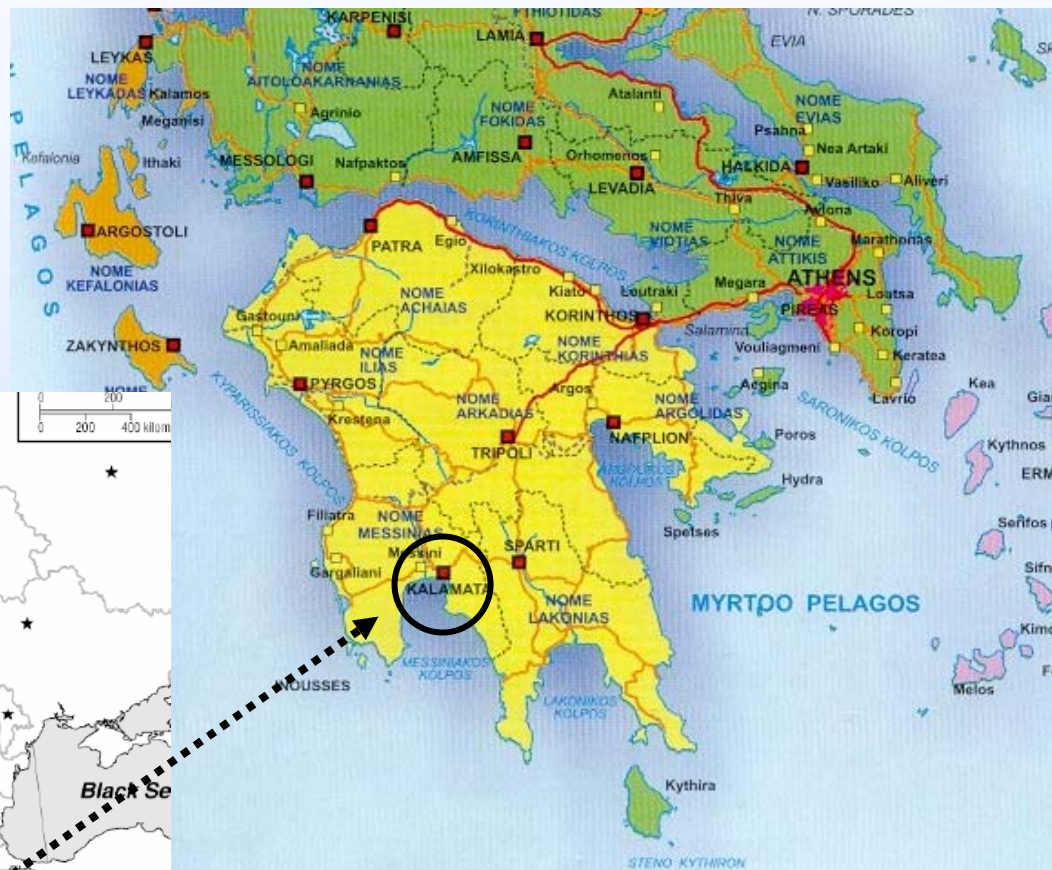 KARPENISI
FTHIOTIDAS
N. SPORADES
LAMIA
EVIA
LEYKAS
NOME
AITOLOAKARNANIAS
NOME
LEYKADAS
Kalamos
Meganisi
Agrinio
Atalanti
NOME
FOKIDAS
NOME
EVIAS
Psahna
Nea Artaki
Kefalonia
Ithaki
MESSOLOGI
Nafpaktos
AMFISSA
Orhomenos
LEVADIA
HALKIDA
Vasiliko
Aliveri
PELAGOS
ARGOSTOLI
NOME
KEFALONIAS
PATRA
Egio
KORINTHIAKOS KOLPOS
Thiva
NOME
VIOTIAS
Avlona
NOME
ATTIKIS
Marathonas
ATHENS
Xilokastro
Kiato
Loutraki
Megara
PIREAS
Loutsa
NOME
ACHAIAS
KORINTHOS
Salamina
Koropi
Gastouni
Amaliada
ZAKYNTHOS
NOME
ILIAS
NOME
KORINTHIAS
Vouliagmeni
Keratea
PYRGOS
Krestena
NOME
ARKADIAS
Argos
NOME
ARGOLIDAS
Aegina
Lavrio
Kea
KYPARISSIAKOS KOLPOS
TRIPOLI
NAFPLION
ARGOLIKOS
KOLPOS
Poros
SARONIKOS KOLPOS
Kythnos
Hydra
Spetses
Filiatra
NOME
MESSINIAS
Messini
Gargaliani
KALAMATA
SPARTI
NOME
LAKONIAS
MYRTOO PELAGOS
MESSINIAKOS
KOLPOS
INOUSSES
LAKONIKOS
KOLPOS
Melos
Kythira
STENO KYTHIRON
0 200
0 200 400 kilom
Black Se